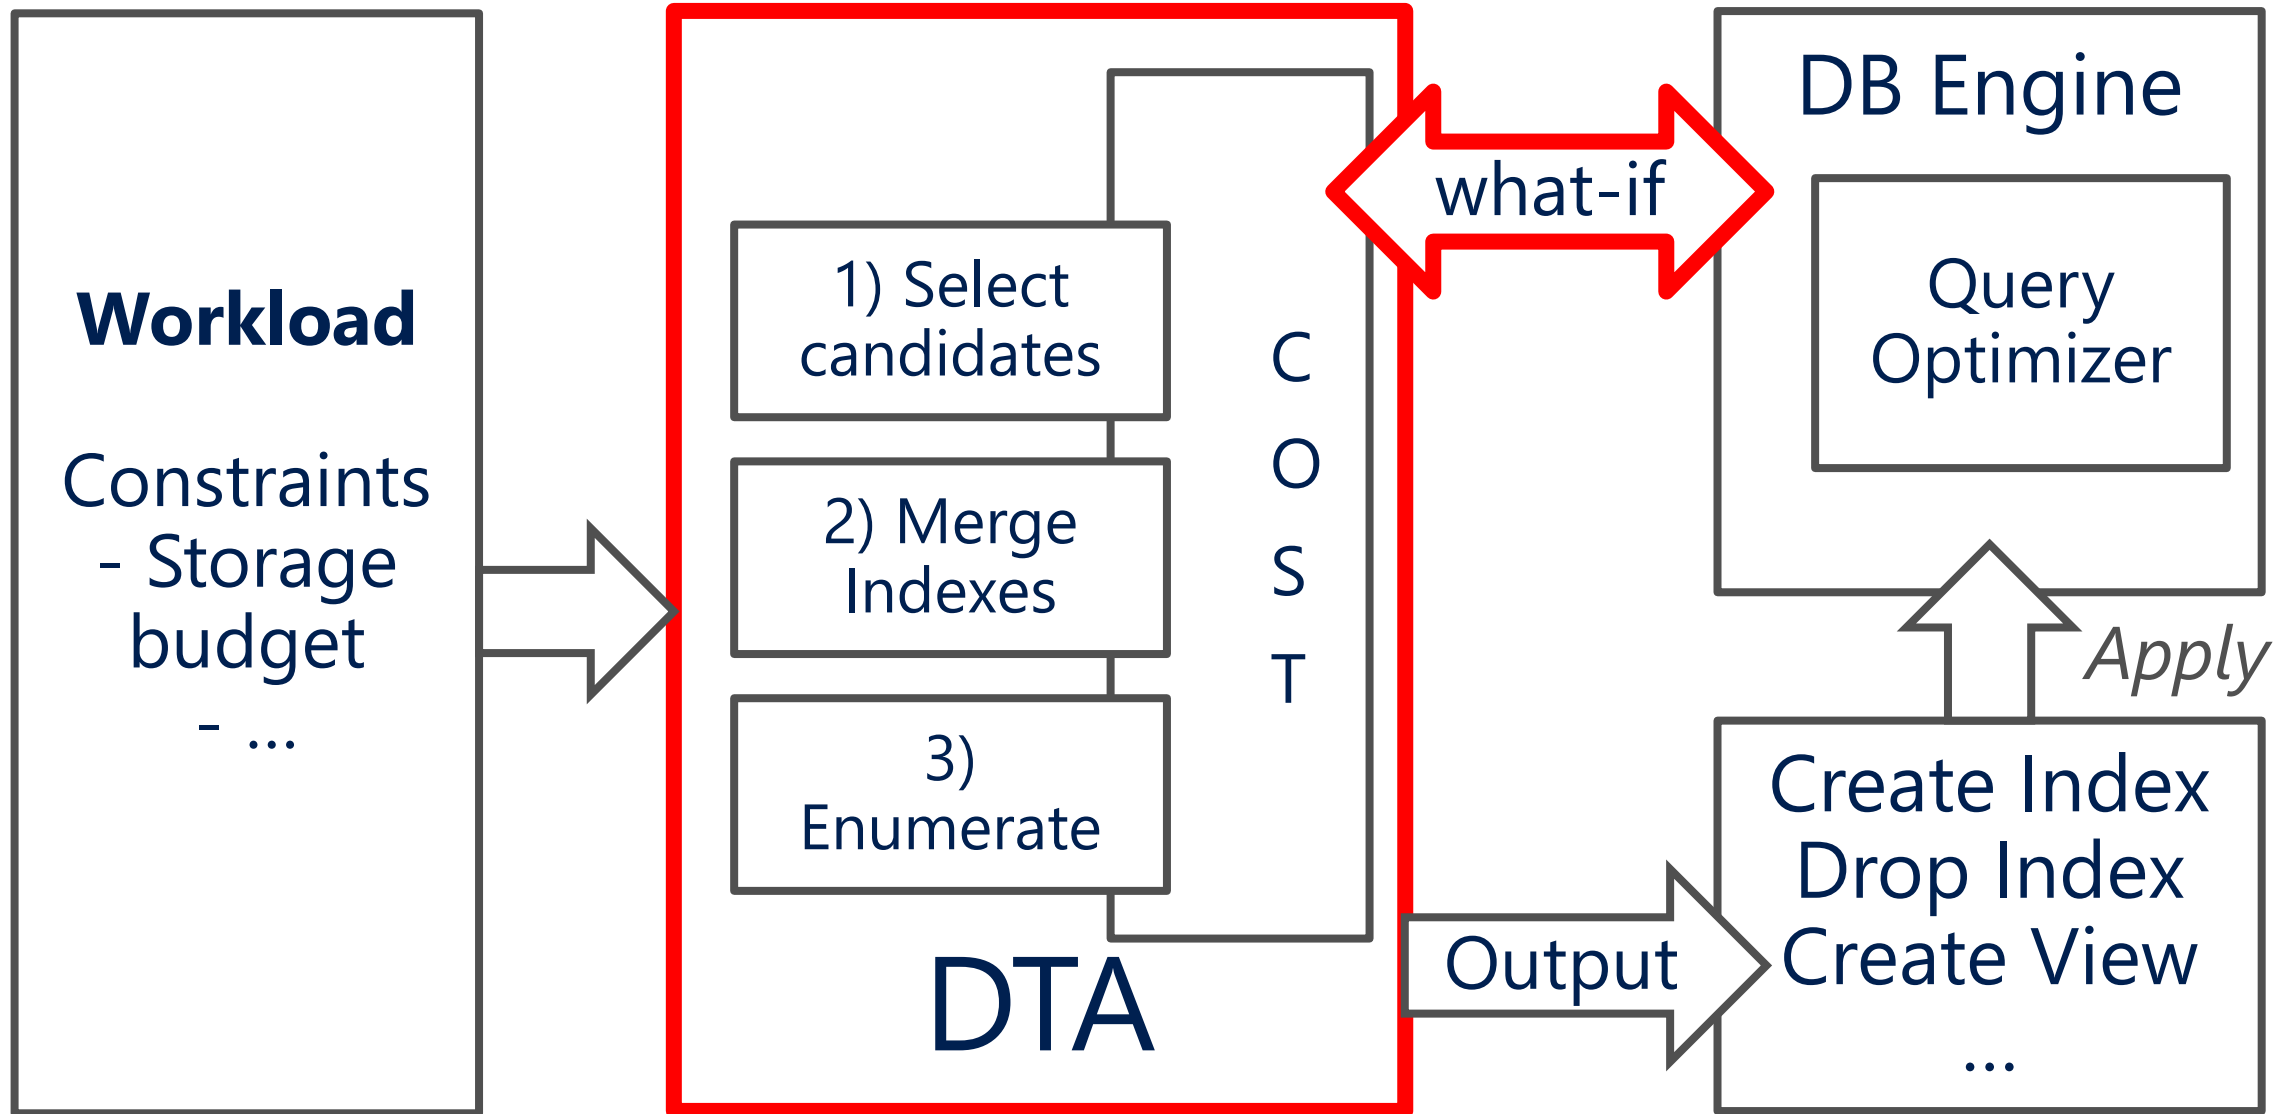 Workload
Constraints
- Storage
budget
- ...
1) Select
candidates
2) Merge
Indexes
3)
Enumerate
C
O
S
T
DTA
what-if
DB Engine
Query
Optimizer
Apply
Output
Create Index
Drop Index
Create View
...